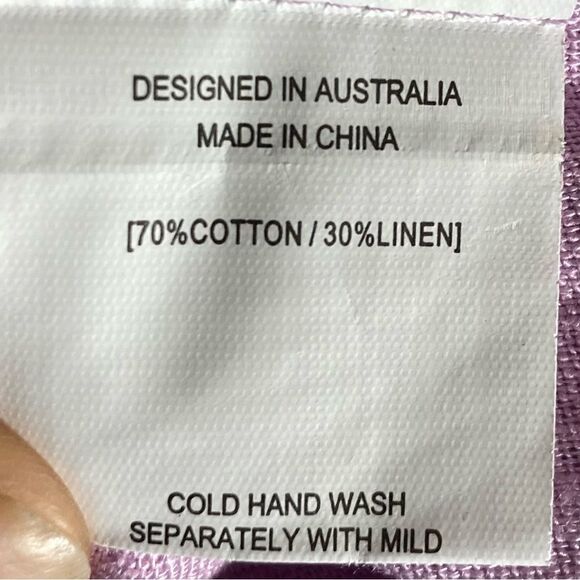 DESIGNED IN AUSTRALIA
MADE IN CHINA
[70%COTTON / 30%LINEN]
COLD HAND WASH
SEPARATELY WITH MILD